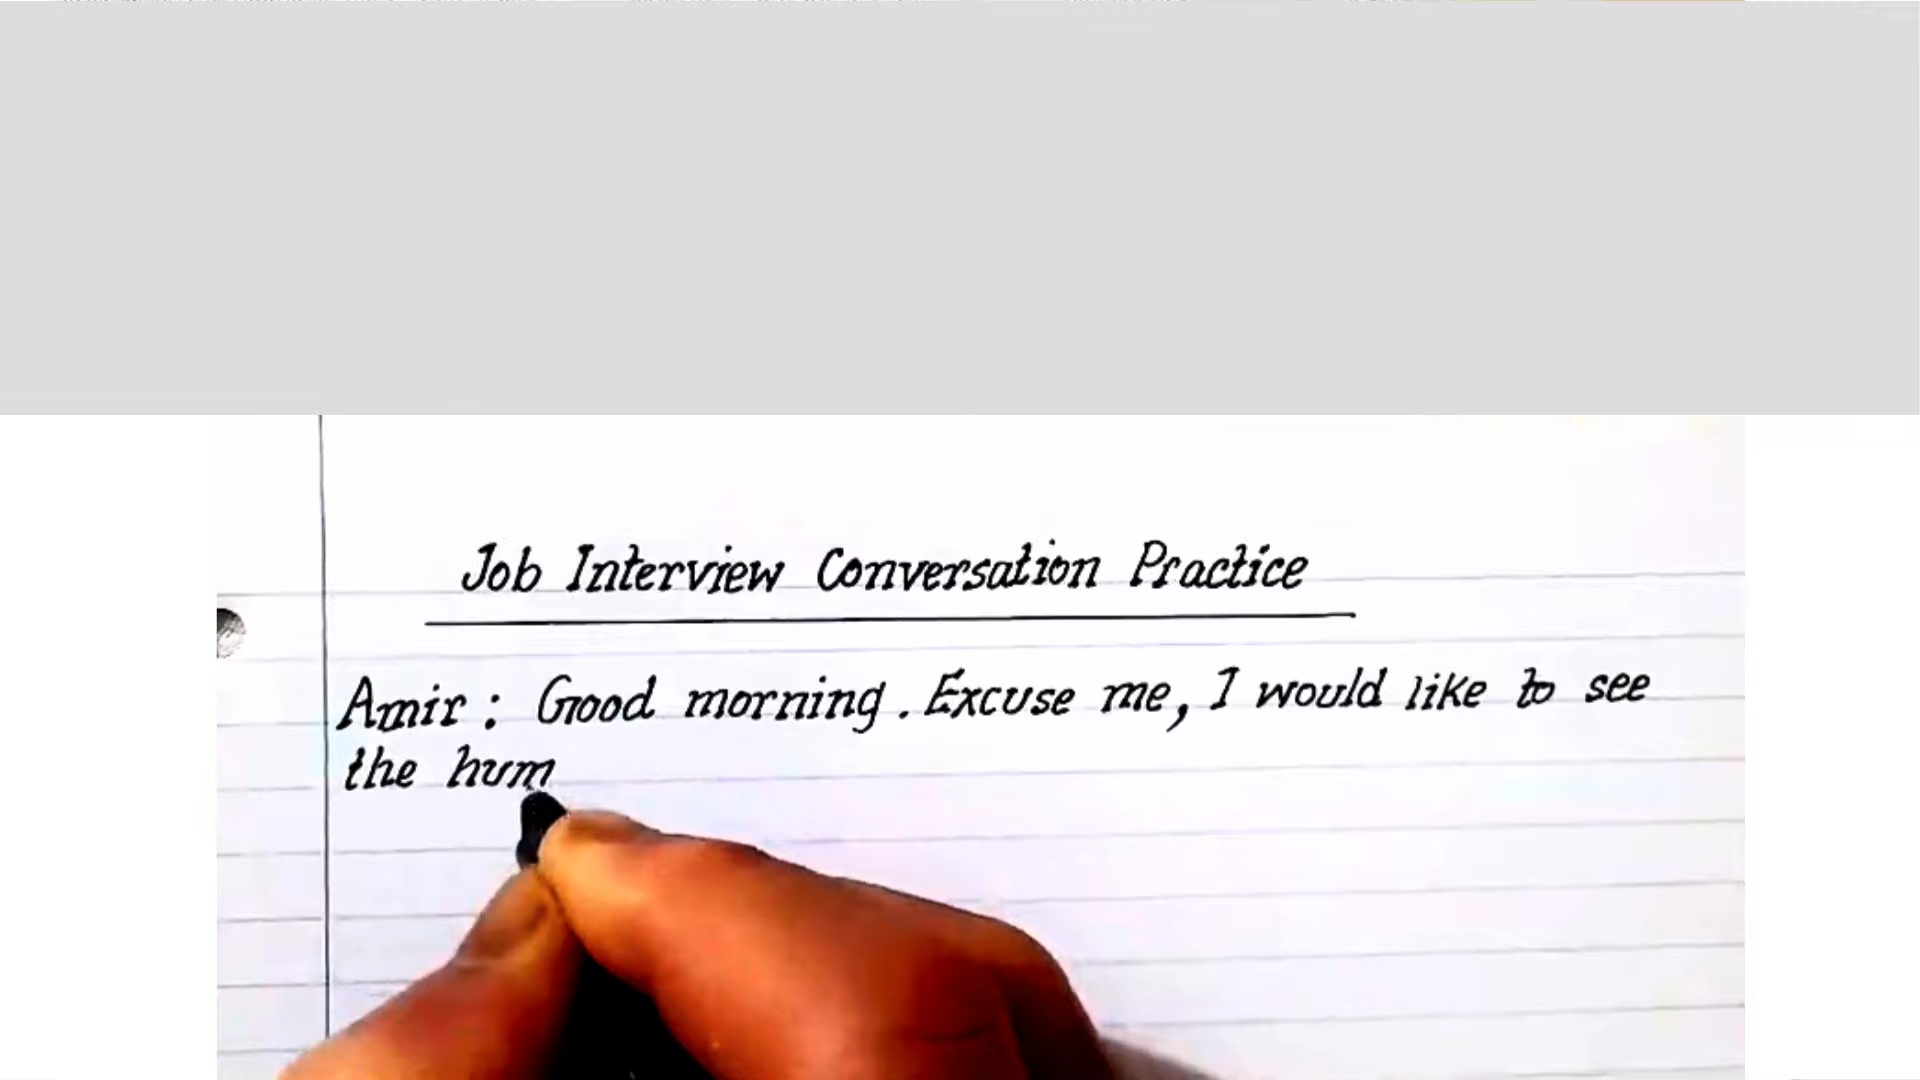 Job Interview Conversation Practice
Amir : Good morning. Excuse me, I would like to see
the hum